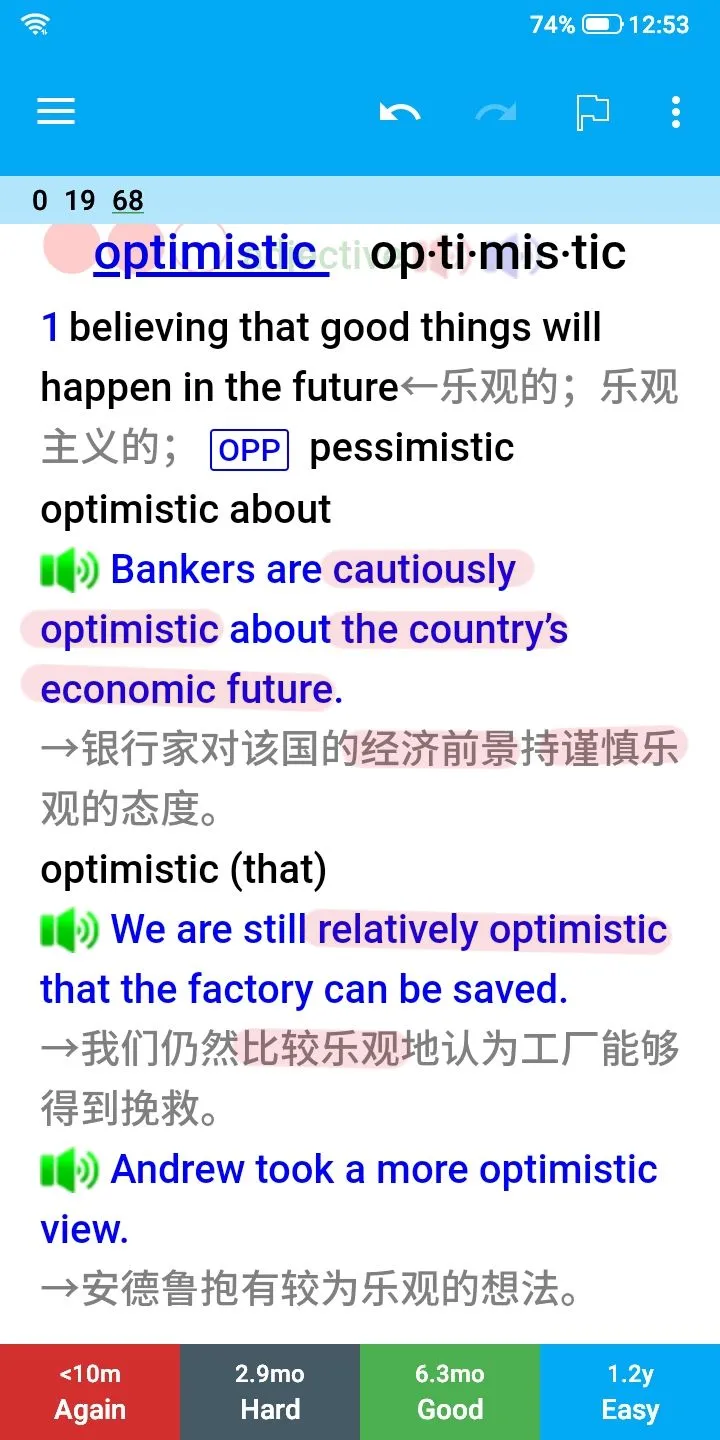 74% 12:53
0 19 68
optimistic op·ti·mis·tic
adjective
1 believing that good things will
happen in the future←乐观的；乐观
主义的； OPP pessimistic
optimistic about
Bankers are cautiously
optimistic about the country’s
economic future.
→银行家对该国的经济前景持谨慎乐
观的态度。
optimistic (that)
We are still relatively optimistic
that the factory can be saved.
→我们仍然比较乐观地认为工厂能够
得到挽救。
Andrew took a more optimistic
view.
→安德鲁抱有较为乐观的想法。
<10m 2.9mo 6.3mo 1.2y
Again Hard Good Easy